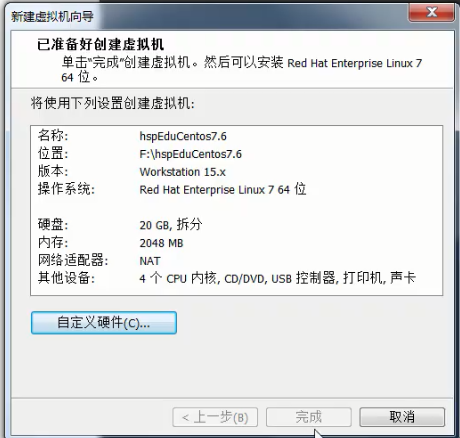 新建虚拟机向导
已准备好创建虚拟机
单击“完成”创建虚拟机。然后可以安装 Red Hat Enterprise Linux 7
64 位。
将使用下列设置创建虚拟机:
名称: hspEduCentos7.6
位置: F:\hspEduCentos7.6
版本: Workstation 15.x
操作系统: Red Hat Enterprise Linux 7 64 位
硬盘: 20 GB, 拆分
内存: 2048 MB
网络适配器: NAT
其他设备: 4 个 CPU 内核, CD/DVD, USB 控制器, 打印机, 声卡
自定义硬件(C)...
< 上一步(B) 完成 取消